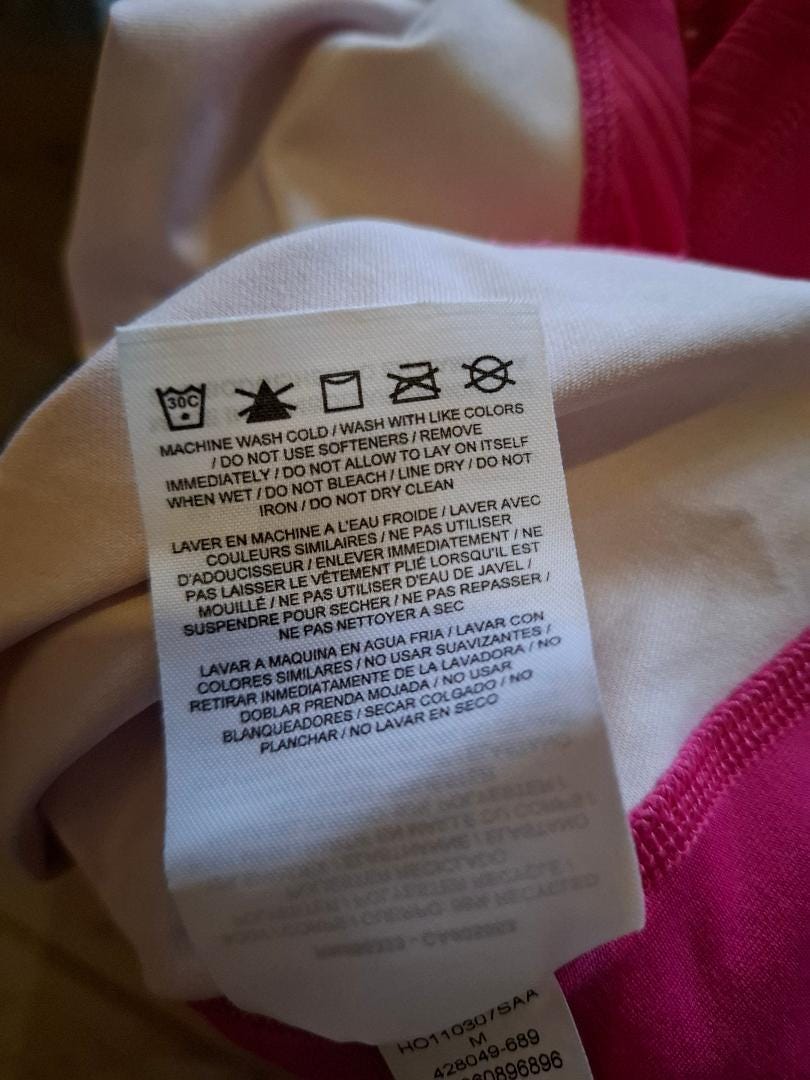 30C
MACHINE WASH COLD / WASH WITH LIKE COLORS
/ DO NOT USE SOFTENERS / REMOVE
IMMEDIATELY / DO NOT ALLOW TO LAY ON ITSELF
WHEN WET / DO NOT BLEACH / LINE DRY / DO NOT
IRON / DO NOT DRY CLEAN
LAVER EN MACHINE A L'EAU FROIDE / LAVER AVEC
COULEURS SIMILAIRES / NE PAS UTILISER
D'ADOUCISSEUR / ENLEVER IMMEDIATEMENT / NE
PAS LAISSER LE VÊTEMENT PLIÉ LORSQU'IL EST
MOUILLÉ / NE PAS UTILISER D'EAU DE JAVEL /
SUSPENDRE POUR SECHER / NE PAS REPASSER /
NE PAS NETTOYER A SEC
LAVAR A MAQUINA EN AGUA FRIA / LAVAR CON
COLORES SIMILARES / NO USAR SUAVIZANTES /
RETIRAR INMEDIATAMENTE DE LA LAVADORA / NO
DOBLAR PRENDA MOJADA / NO USAR
BLANQUEADORES / SECAR COLGADO / NO
PLANCHAR / NO LAVAR EN SECO
HO110307SAA
M
428049-689